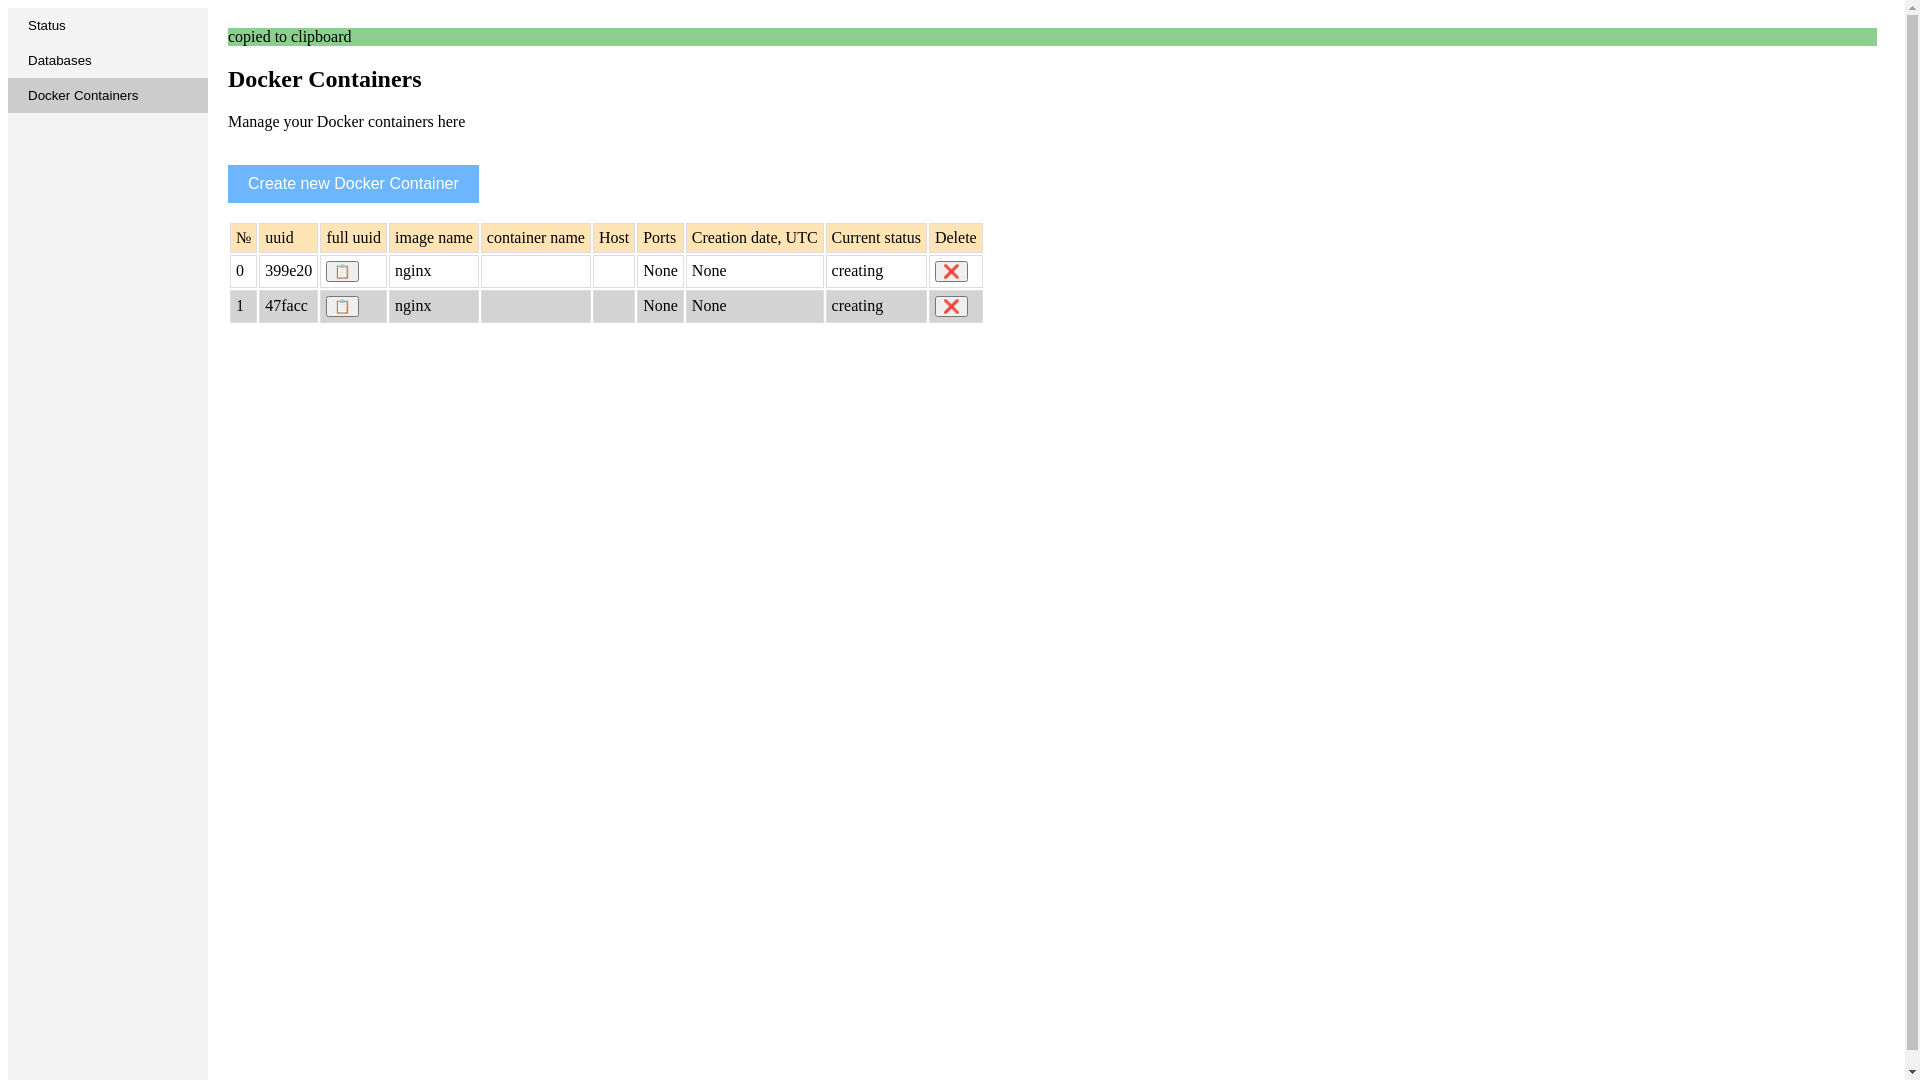 Status
Databases
Docker Containers
copied to clipboard
Docker Containers
Manage your Docker containers here
Create new Docker Container
№ uuid full uuid image name container name Host Ports Creation date, UTC Current status Delete
0 399e20 📋 nginx None None creating ❌
1 47facc 📋 nginx None None creating ❌